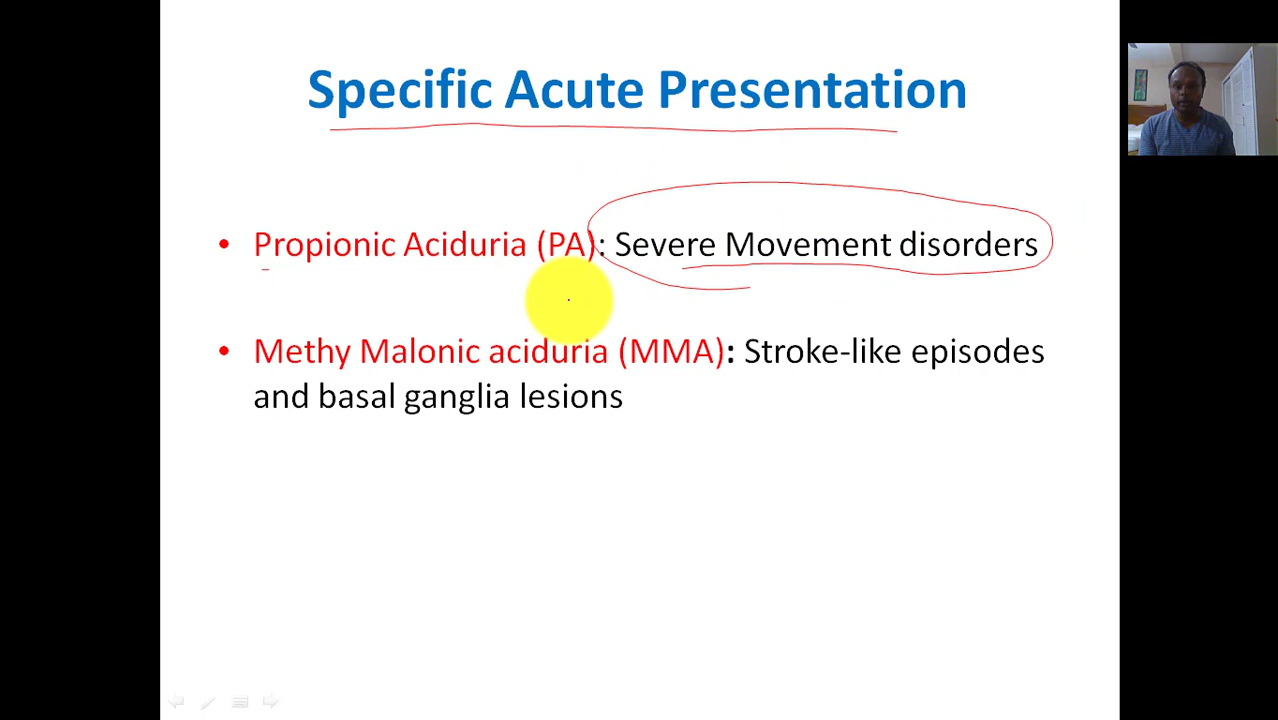 Specific Acute Presentation
• Propionic Aciduria (PA): Severe Movement disorders
• Methy Malonic aciduria (MMA): Stroke-like episodes
and basal ganglia lesions